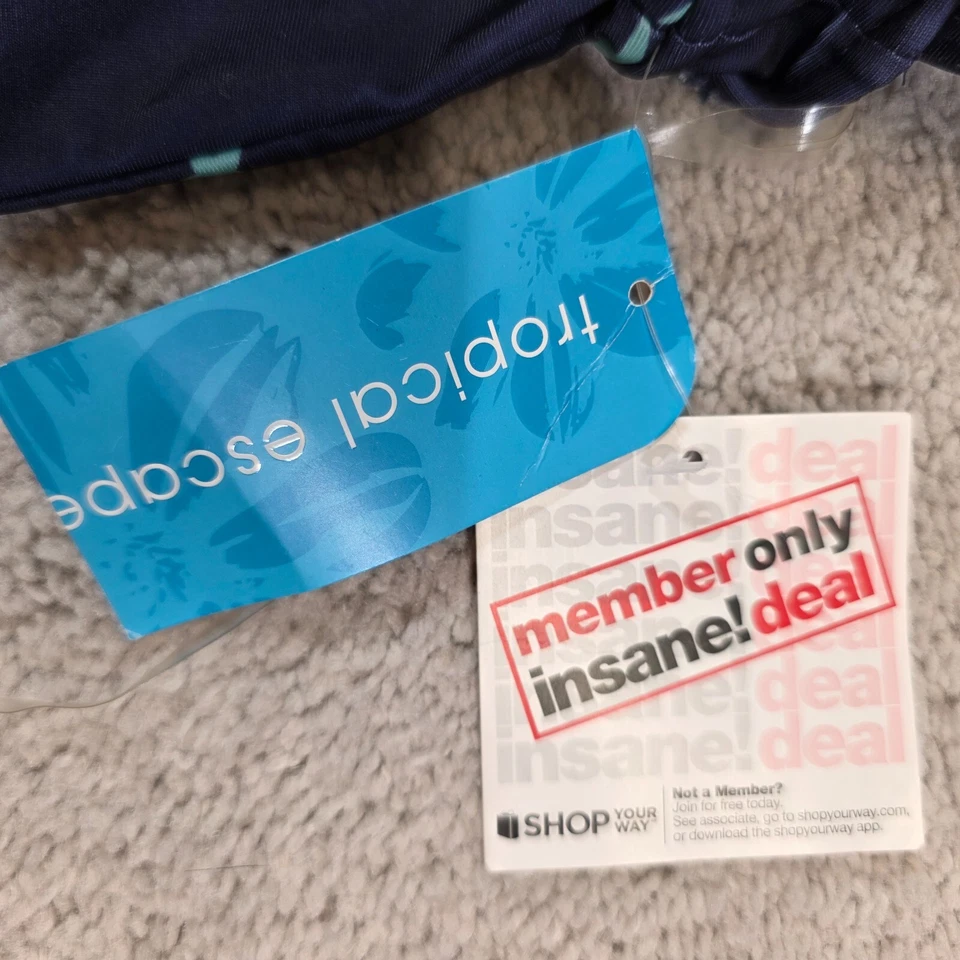 tropical escape
insane! deal
insane!
member only
insane! deal
deal
deal
insane! deal
SHOP YOUR WAY
Not a Member?
Join for free today.
See associate, go to shopyourway.com,
or download the shopyourway app.